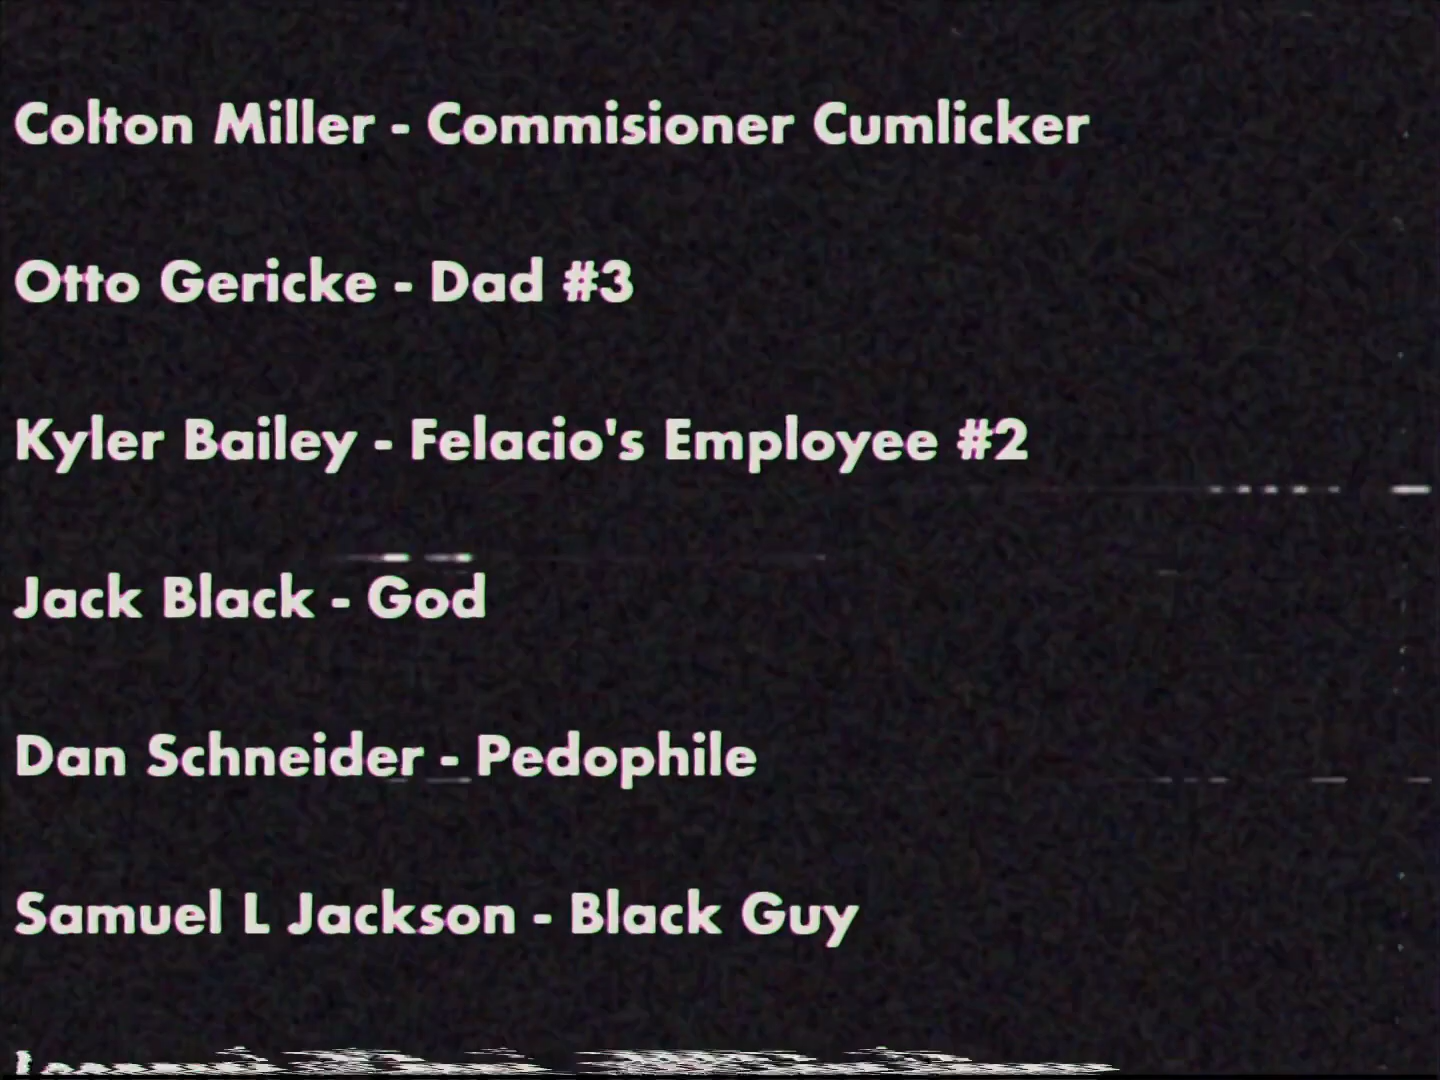 Colton Miller - Commisioner Cumlicker
Otto Gericke - Dad #3
Kyler Bailey - Felacio's Employee #2
Jack Black - God
Dan Schneider - Pedophile
Samuel L Jackson - Black Guy